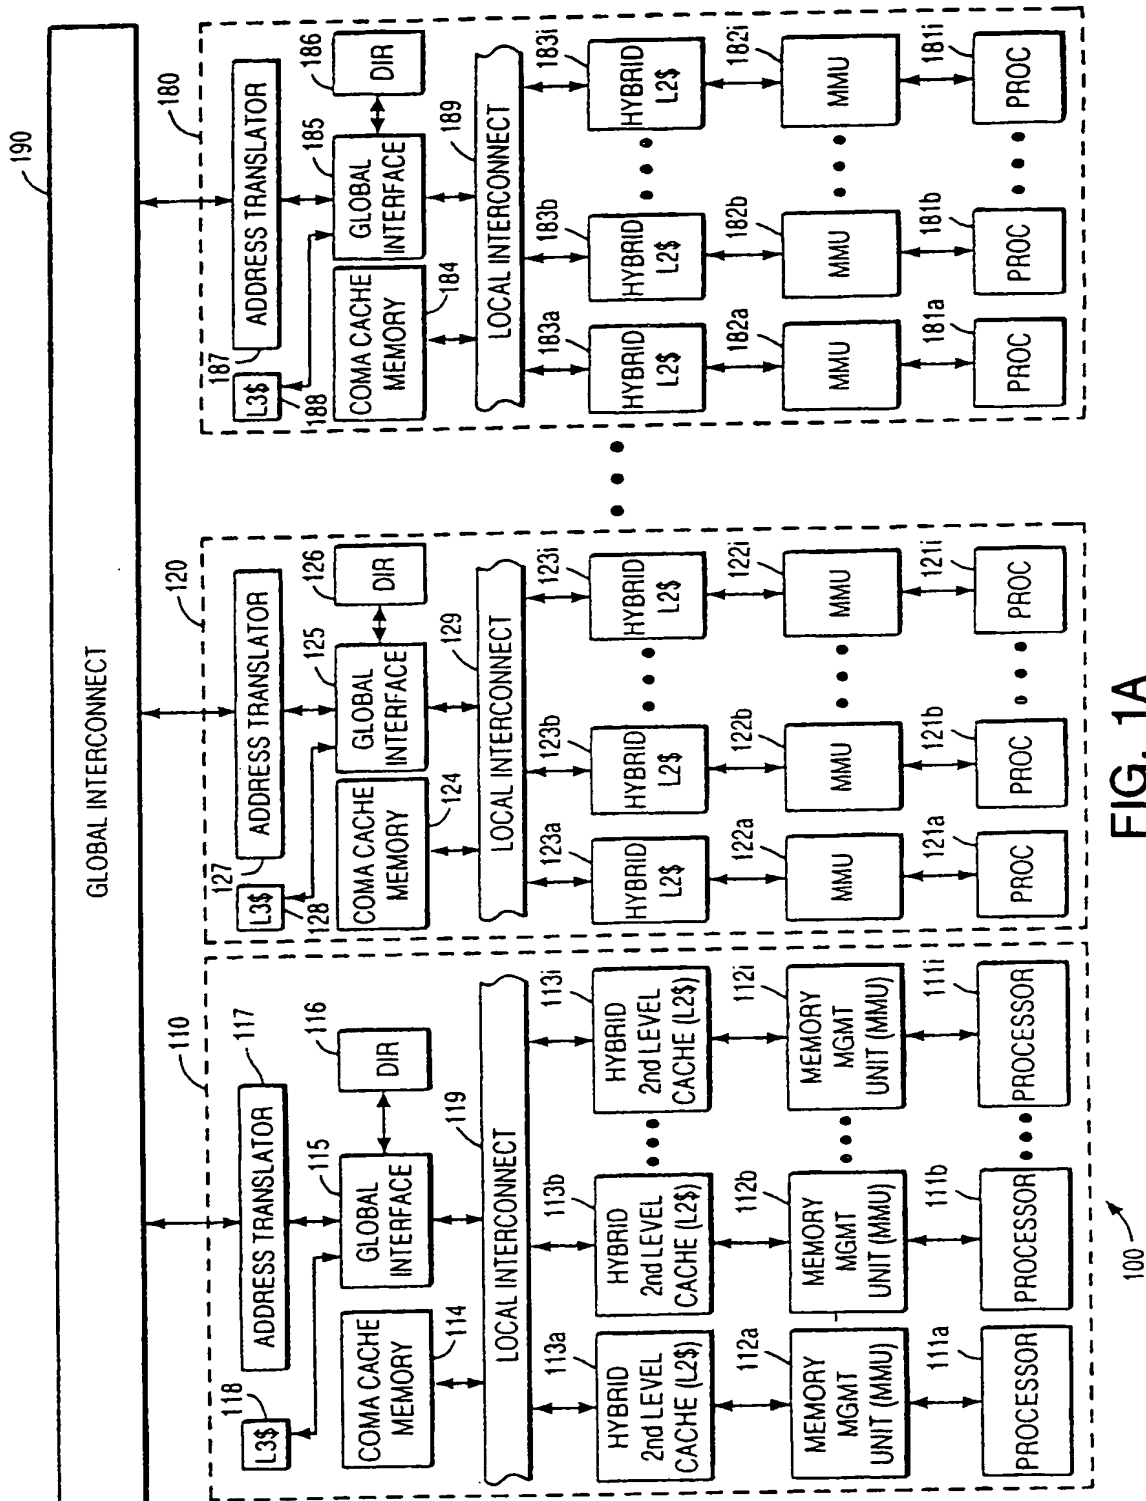 190
GLOBAL INTERCONNECT
110
118
L3$
ADDRESS TRANSLATOR
117
COMA CACHE
MEMORY
114
GLOBAL
INTERFACE
115
DIR
116
LOCAL INTERCONNECT
119
HYBRID
2nd LEVEL
CACHE (L2$)
113a
HYBRID
2nd LEVEL
CACHE (L2$)
113b
HYBRID
2nd LEVEL
CACHE (L2$)
113i
MEMORY
MGMT
UNIT (MMU)
112a
MEMORY
MGMT
UNIT (MMU)
112b
MEMORY
MGMT
UNIT (MMU)
112i
PROCESSOR
111a
PROCESSOR
111b
PROCESSOR
111i
120
L3$
128
127
ADDRESS TRANSLATOR
COMA CACHE
MEMORY
124
GLOBAL
INTERFACE
125
DIR
126
LOCAL INTERCONNECT
129
HYBRID
L2$
123a
HYBRID
L2$
123b
HYBRID
L2$
123i
MMU
122a
MMU
122b
MMU
122i
PROC
121a
PROC
121b
PROC
121i
180
L3$
188
187
ADDRESS TRANSLATOR
COMA CACHE
MEMORY
184
GLOBAL
INTERFACE
185
DIR
186
LOCAL INTERCONNECT
189
HYBRID
L2$
183a
HYBRID
L2$
183b
HYBRID
L2$
183i
MMU
182a
MMU
182b
MMU
182i
PROC
181a
PROC
181b
PROC
181i
100
FIG. 1A